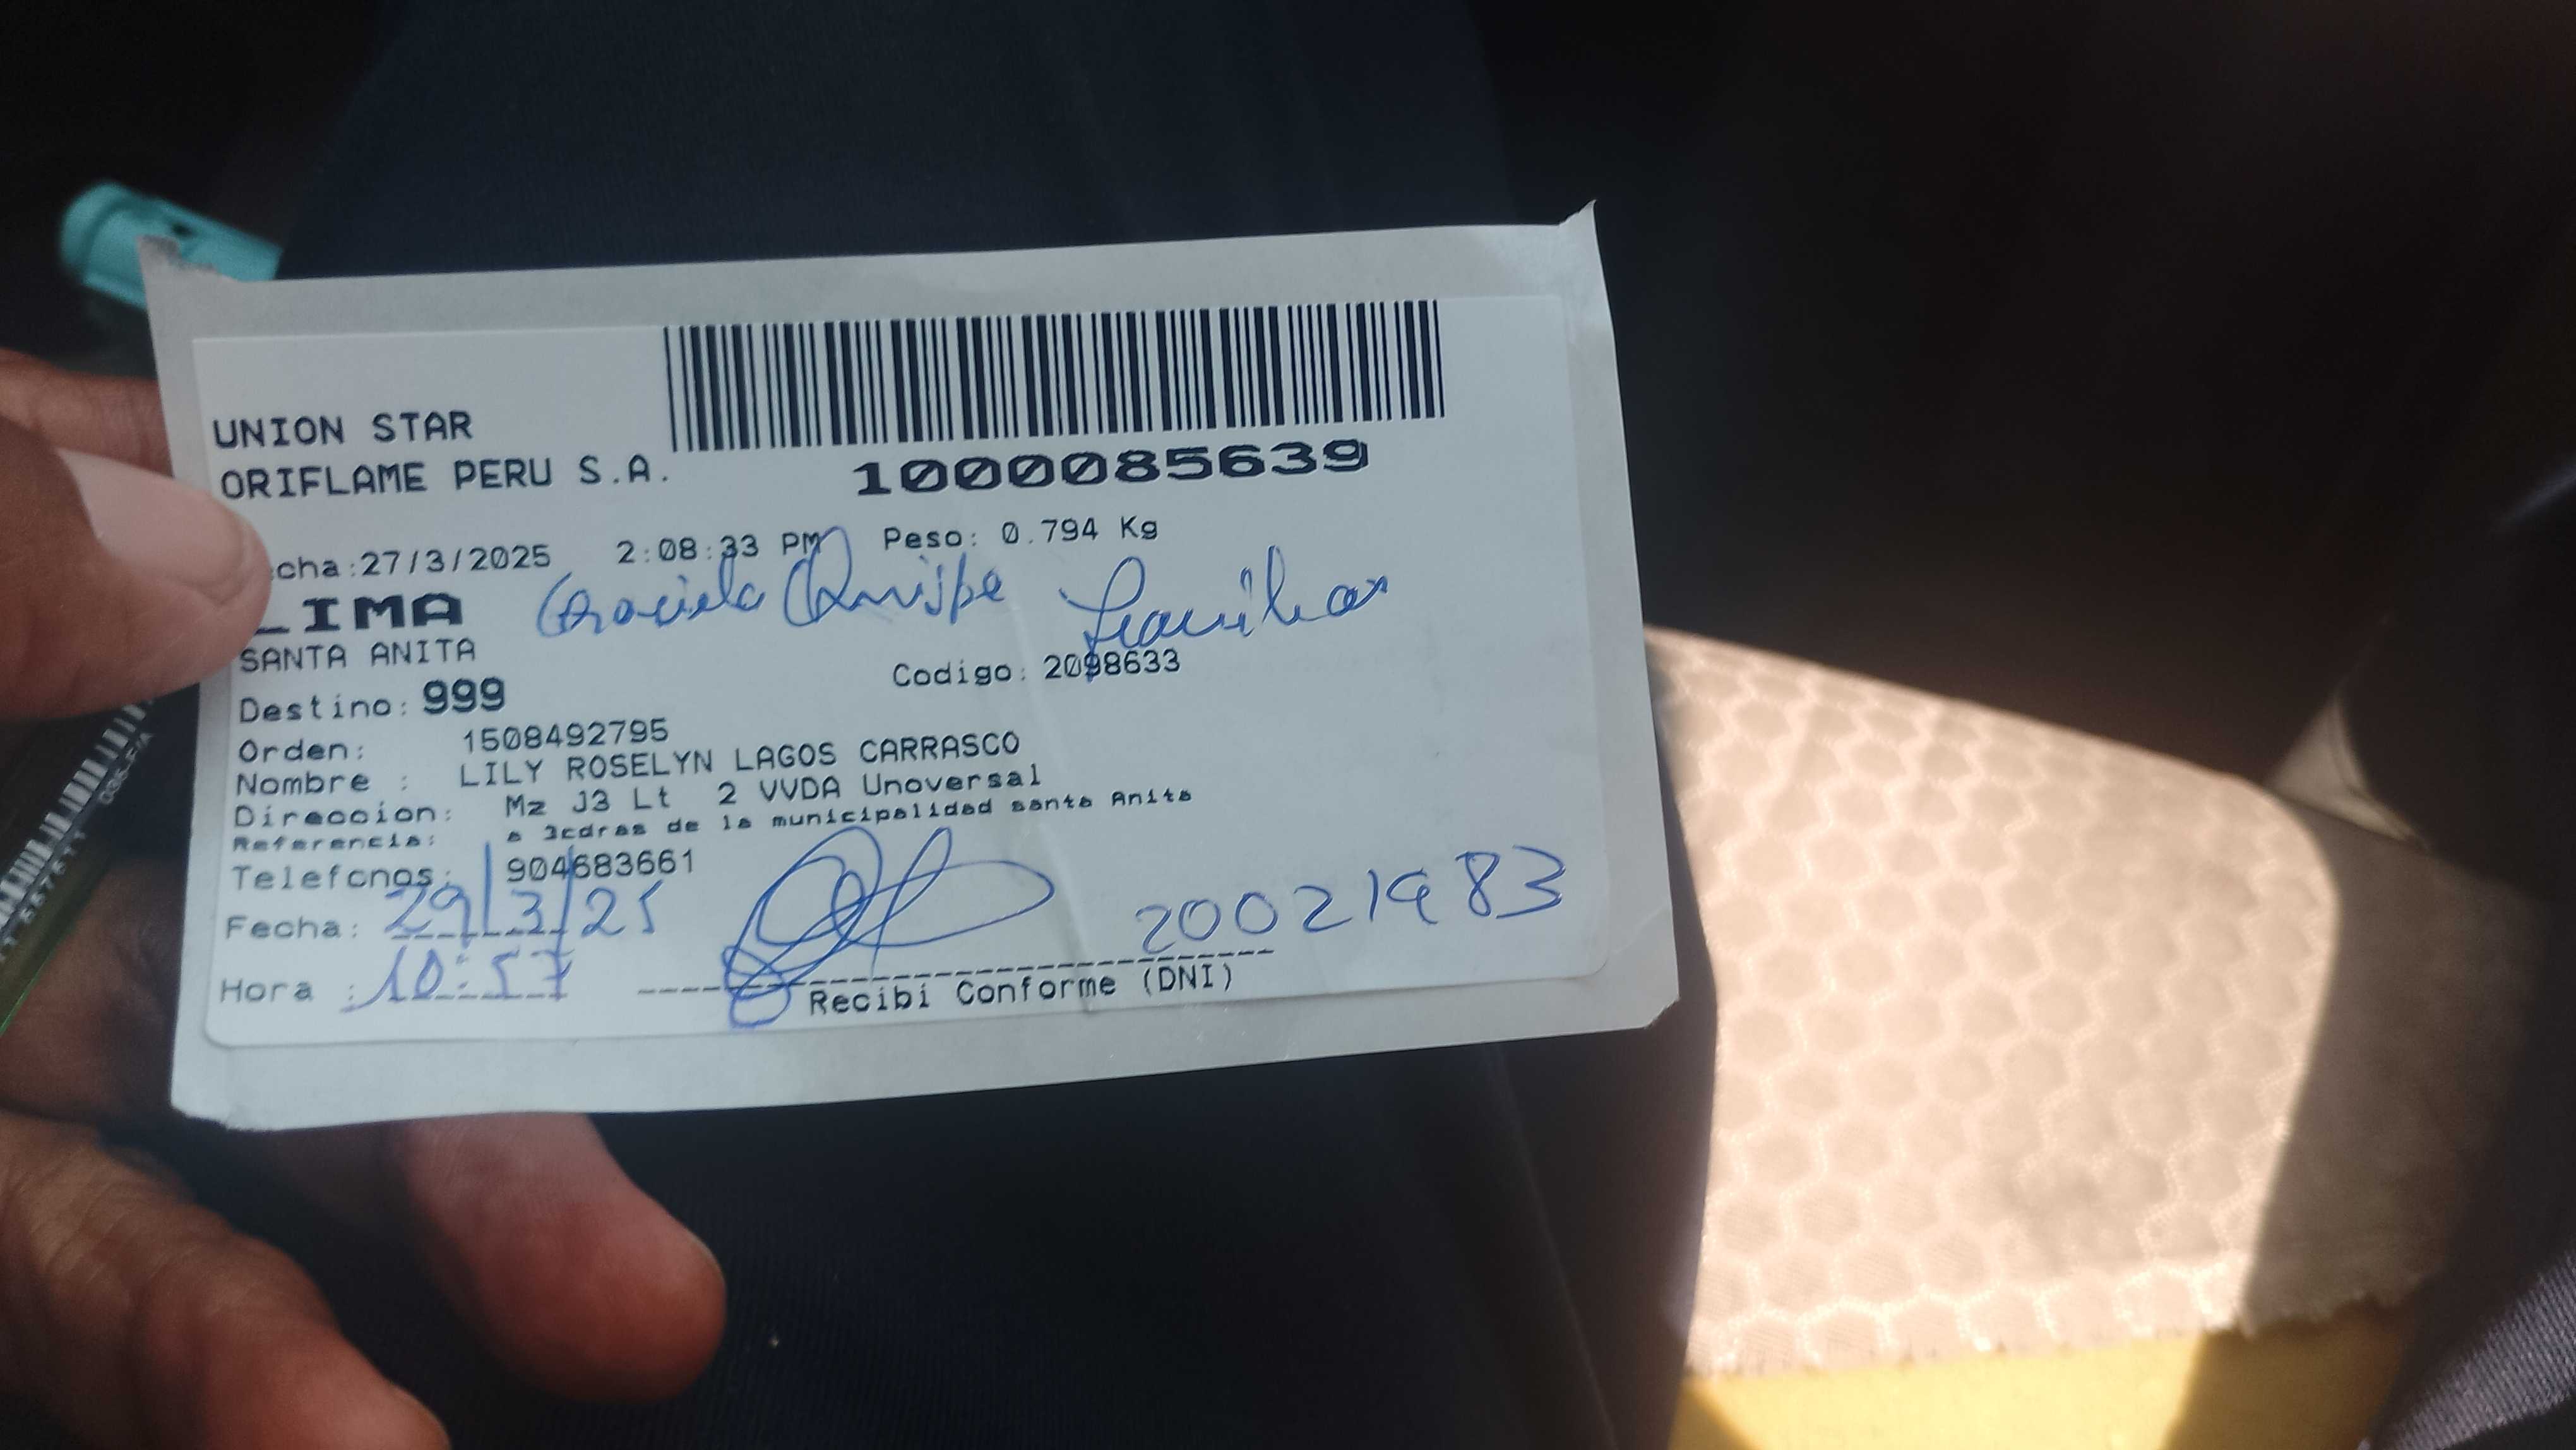 UNION STAR
ORIFLAME PERU S.A.
1000085639
cha:27/3/2025 2:08:33 PM Peso: 0.794 Kg
LIMA Graciela Quispe
SANTA ANITA
Codigo: 2098633
Destino: 999
Orden: 1508492795
Nombre : LILY ROSELYN LAGOS CARRASCO
Direccion: Mz J3 Lt 2 VVDA Unoversal
Referencia: a 3cdras de la municipalidad santa Anita
Telefonos: 904683661
Fecha: 29/3/25
20021983
Hora : 10:57
Recibi Conforme (DNI)